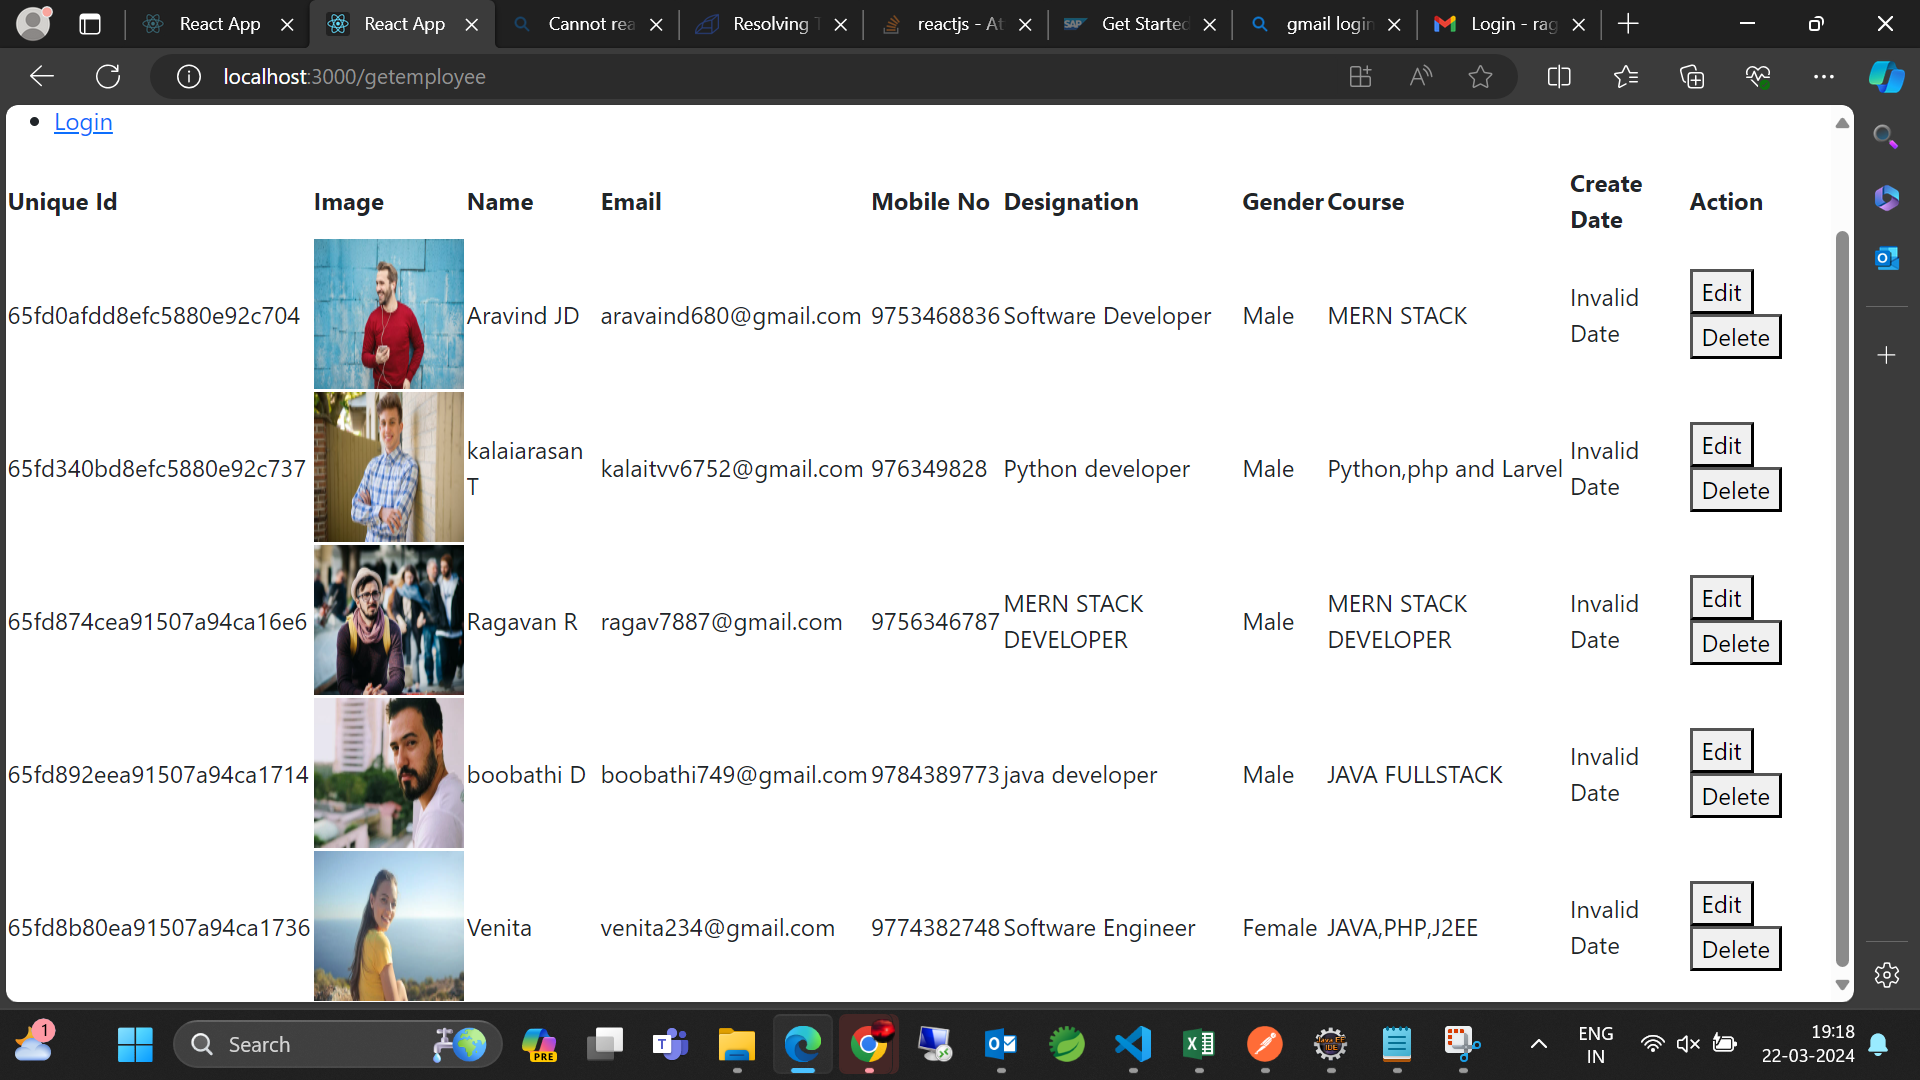 React App
React App
Cannot rea
Resolving T
reactjs - At
Get Started
gmail login
Login - rag
localhost:3000/getemployee
Login
Unique Id Image Name Email Mobile No Designation Gender Course Create Date Action
65fd0afdd8efc5880e92c704 Aravind JD aravaind680@gmail.com 9753468836 Software Developer Male MERN STACK Invalid Date Edit Delete
65fd340bd8efc5880e92c737 kalaiarasan T kalaitvv6752@gmail.com 976349828 Python developer Male Python,php and Larvel Invalid Date Edit Delete
65fd874cea91507a94ca16e6 Ragavan R ragav7887@gmail.com 9756346787 MERN STACK DEVELOPER Male MERN STACK DEVELOPER Invalid Date Edit Delete
65fd892eea91507a94ca1714 boobathi D boobathi749@gmail.com 9784389773 java developer Male JAVA FULLSTACK Invalid Date Edit Delete
65fd8b80ea91507a94ca1736 Venita venita234@gmail.com 9774382748 Software Engineer Female JAVA,PHP,J2EE Invalid Date Edit Delete
1
Search
PRE
ENG
IN
19:18
22-03-2024